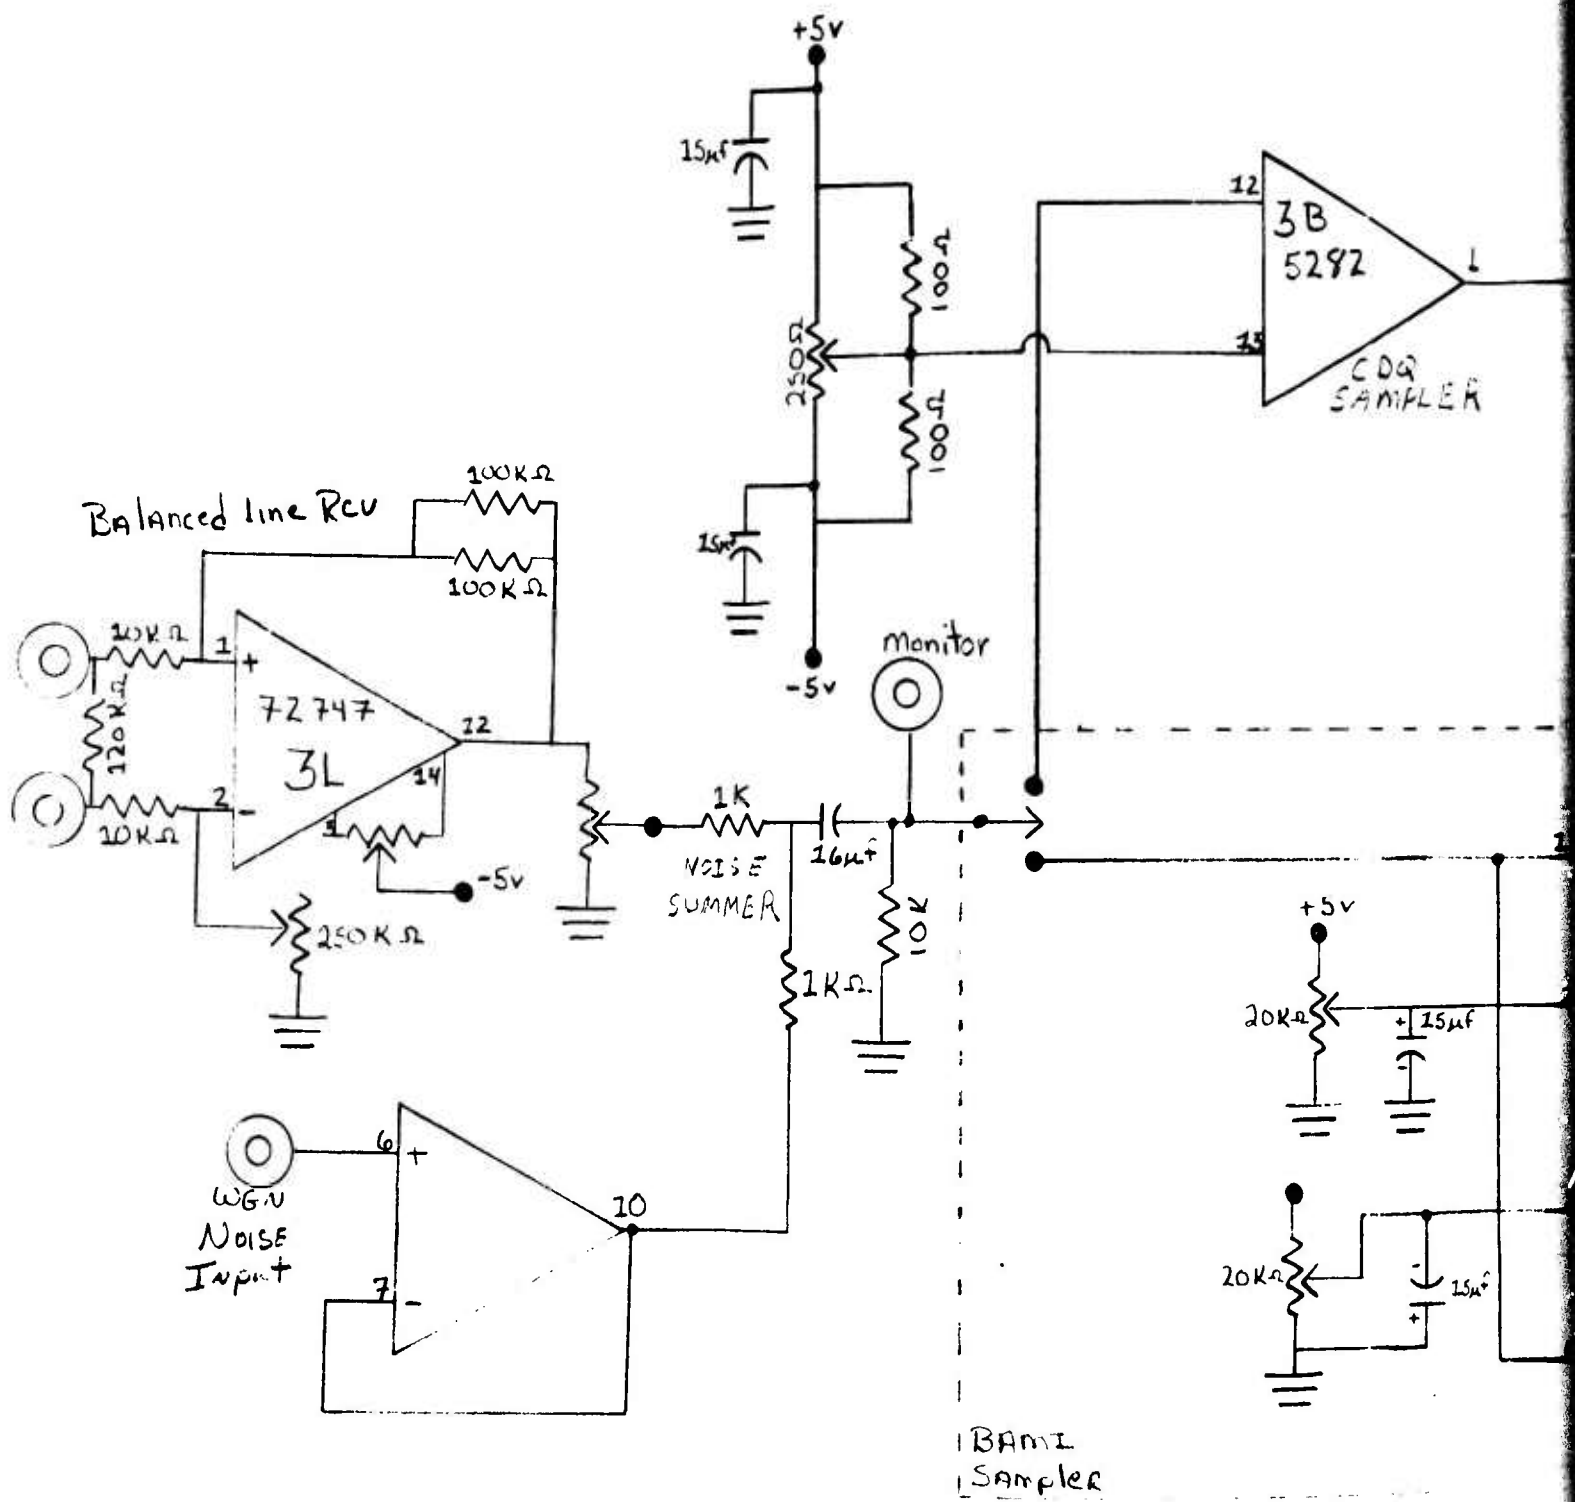 +5v
15µf
100Ω
250Ω
100Ω
15µf
-5v
12
3B
5282
1
13
CDQ
SAMPLER
Balanced line Rcv
100KΩ
100KΩ
10KΩ
1
+
120KΩ
72747
3L
12
14
2
-
10KΩ
-5v
250KΩ
monitor
1K
16µf
NOISE
SUMMER
10K
1KΩ
+5v
20KΩ
+
15µf
-
WGN
NOISE
Input
6
+
7
-
10
20KΩ
-
15µf
+
BAMI
Sampler